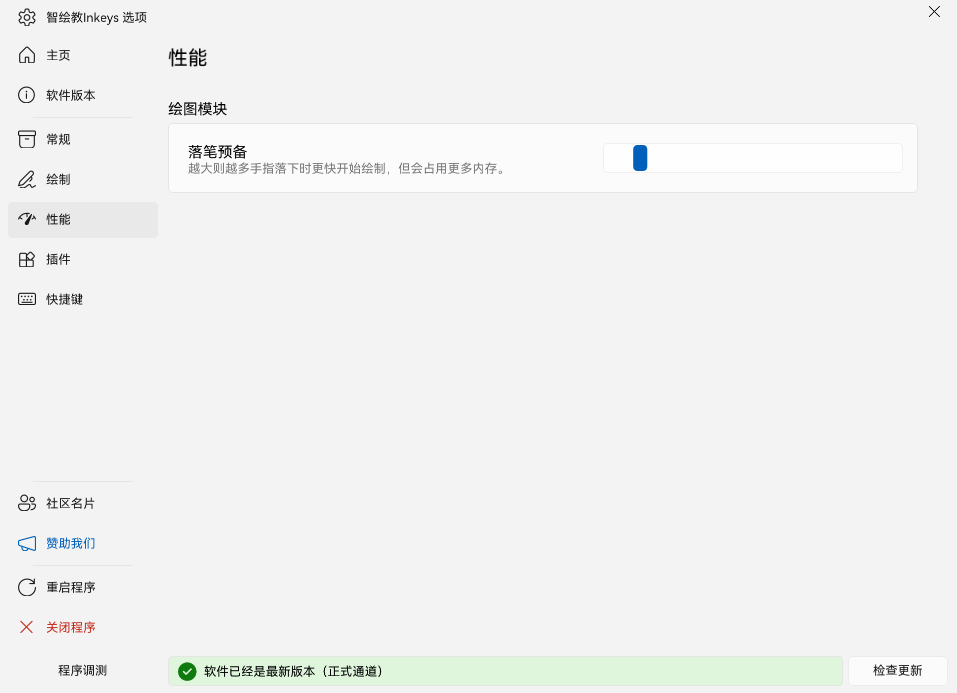 智绘教Inkeys 选项
主页
软件版本
常规
绘制
性能
插件
快捷键
社区名片
赞助我们
重启程序
关闭程序
程序调测
性能
绘图模块
落笔预备
越大则越多手指落下时更快开始绘制，但会占用更多内存。
软件已经是最新版本（正式通道）
检查更新